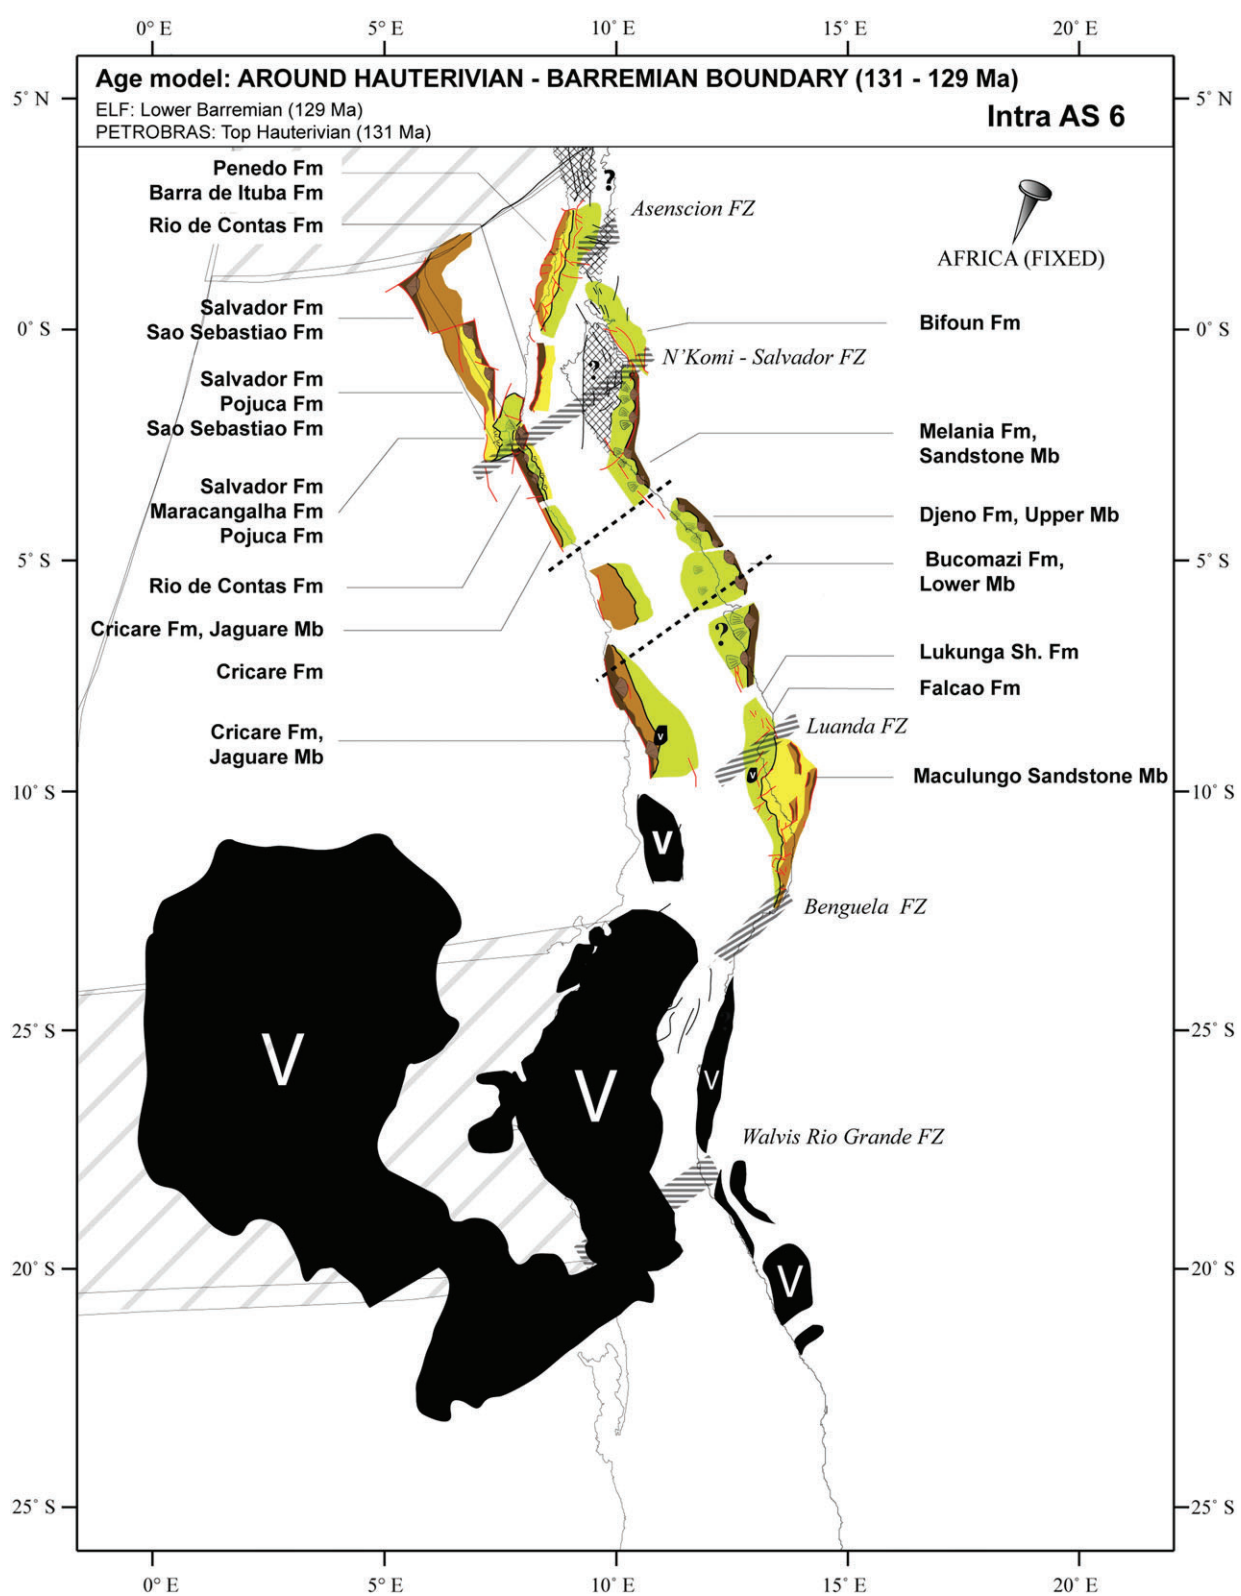 0° E 5° E 10° E 15° E 20° E
Age model: AROUND HAUTERIVIAN - BARREMIAN BOUNDARY (131 - 129 Ma)
ELF: Lower Barremian (129 Ma)
PETROBRAS: Top Hauterivian (131 Ma)
Intra AS 6
5° N
5° N
Penedo Fm
Barra de Ituba Fm
Rio de Contas Fm
?
Asenscion FZ
AFRICA (FIXED)
Salvador Fm
Sao Sebastiao Fm
0° S
0° S
Bifoun Fm
N'Komi - Salvador FZ
?
Salvador Fm
Pojuca Fm
Sao Sebastiao Fm
Melania Fm,
Sandstone Mb
Salvador Fm
Maracangalha Fm
Pojuca Fm
Djeno Fm, Upper Mb
5° S
5° S
Bucomazi Fm,
Lower Mb
Rio de Contas Fm
Cricare Fm, Jaguare Mb
?
Lukunga Sh. Fm
Cricare Fm
Falcao Fm
Cricare Fm,
Jaguare Mb
V
Luanda FZ
V
Maculungo Sandstone Mb
10° S
10° S
V
Benguela FZ
25° S
25° S
V
V
V
Walvis Rio Grande FZ
20° S
20° S
V
25° S
25° S
0° E 5° E 10° E 15° E 20° E